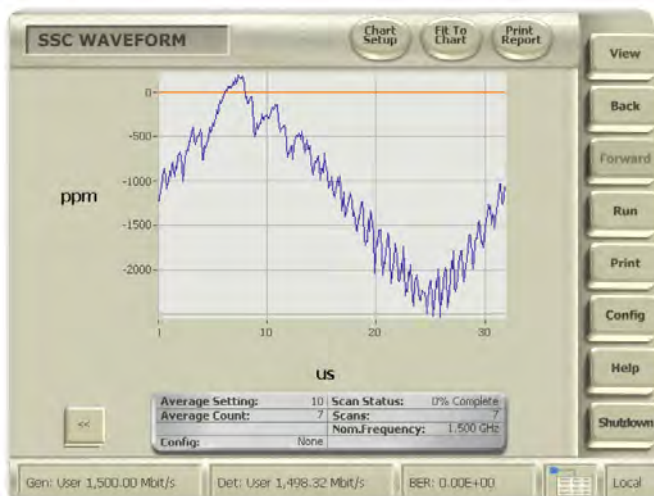 SSC WAVEFORM
Chart Setup
Fit To Chart
Print Report
View
Back
Forward
Run
Print
Config
Help
Shutdown
ppm
0
-500
-1000
-1500
-2000
1
10
20
30
us
<<
Average Setting: 10 Scan Status: 0% Complete
Average Count: 7 Scans: 7
Nom.Frequency: 1.500 GHz
Config: None
Gen: User 1,500.00 Mbit/s
Det: User 1,498.32 Mbit/s
BER: 0.00E+00
Local